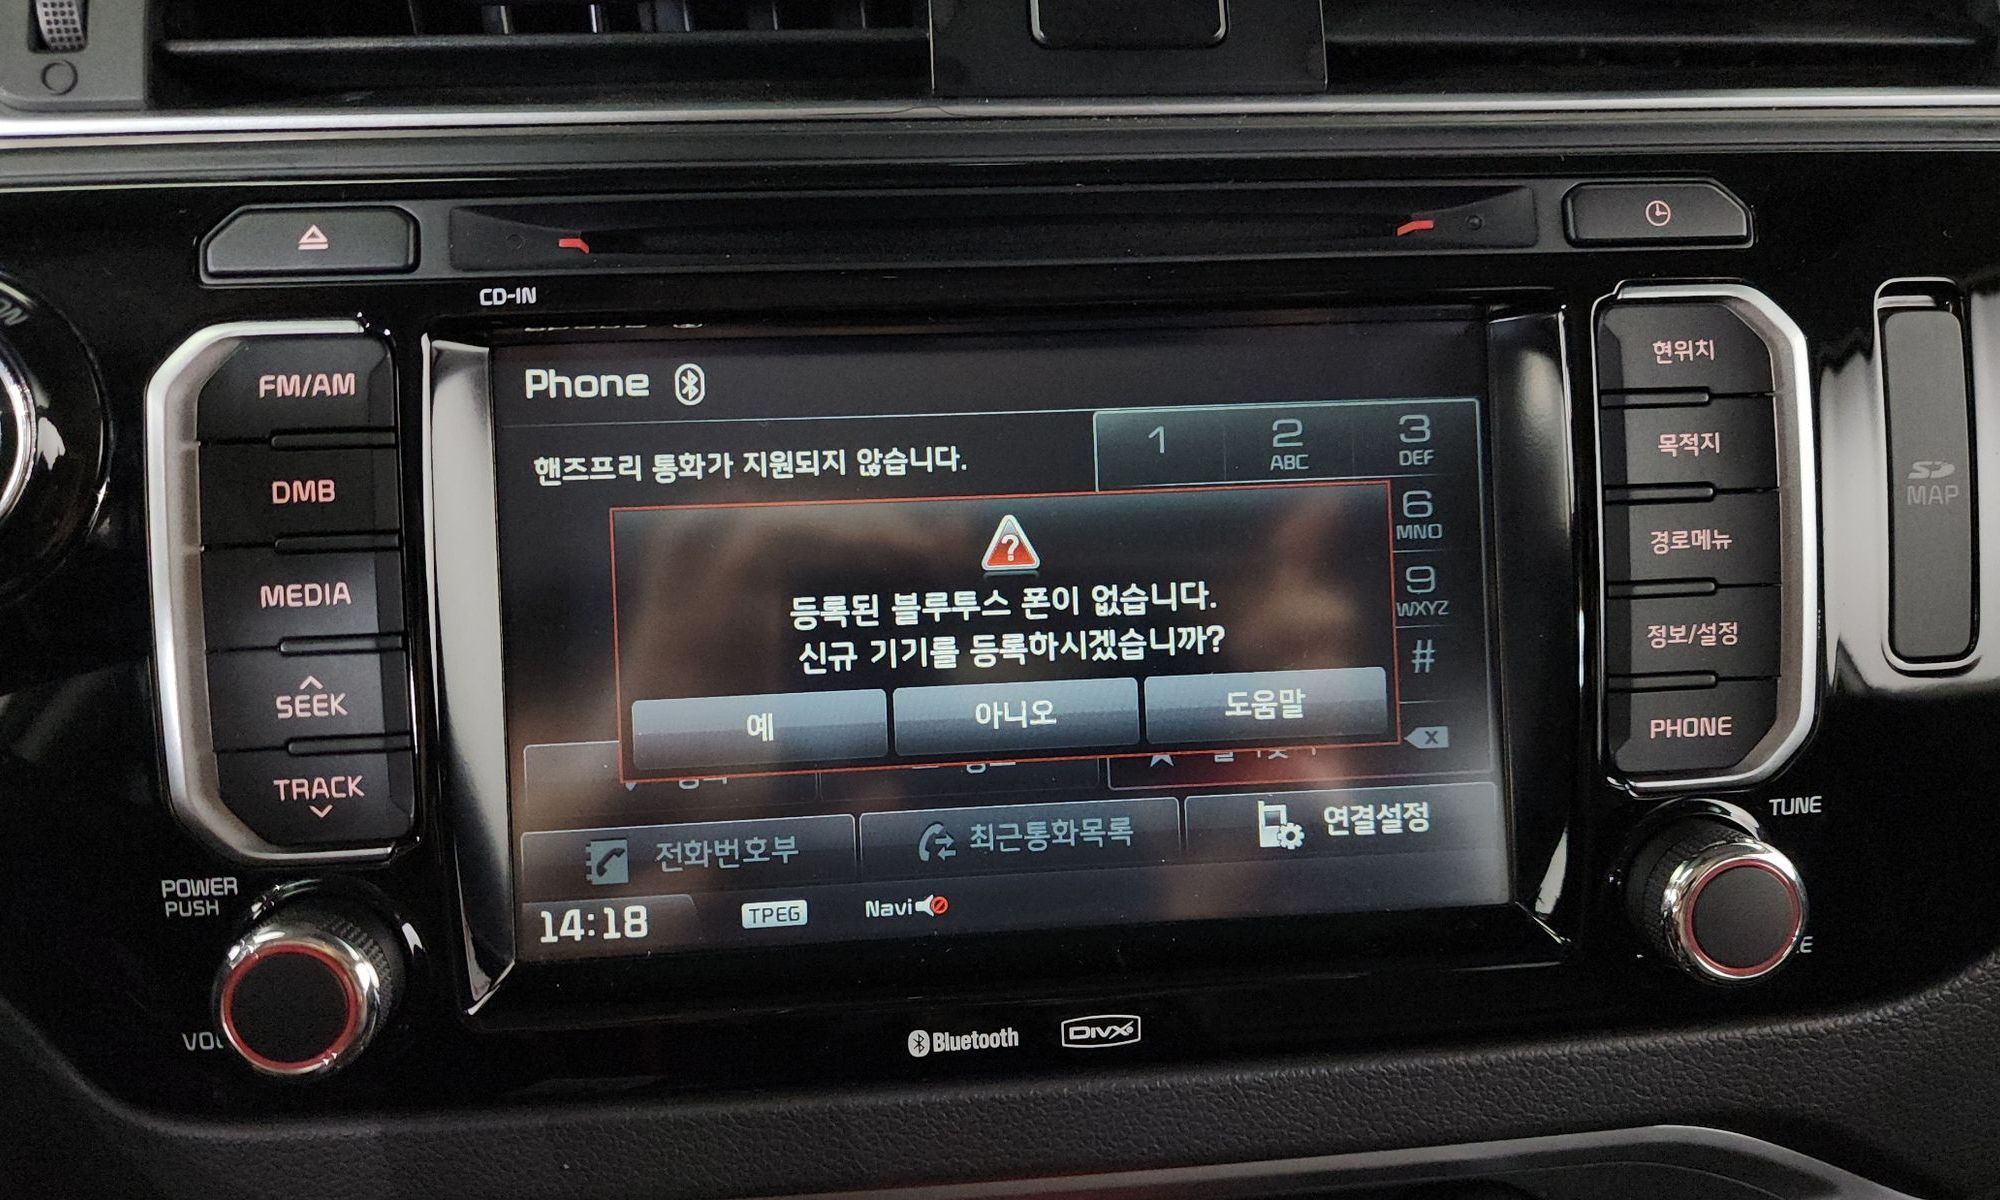 CD-IN
FM/AM
DMB
MEDIA
SEEK
TRACK
POWER
PUSH
Phone
핸즈프리 통화가 지원되지 않습니다.
1
2
ABC
3
DEF
6
MNO
9
WXYZ
#
등록된 블루투스 폰이 없습니다.
신규 기기를 등록하시겠습니까?
예
아니오
도움말
전화번호부
최근통화목록
연결설정
14:18
TPEG
Navi
현위치
목적지
경로메뉴
정보/설정
PHONE
SD
MAP
TUNE
Bluetooth
DIVX